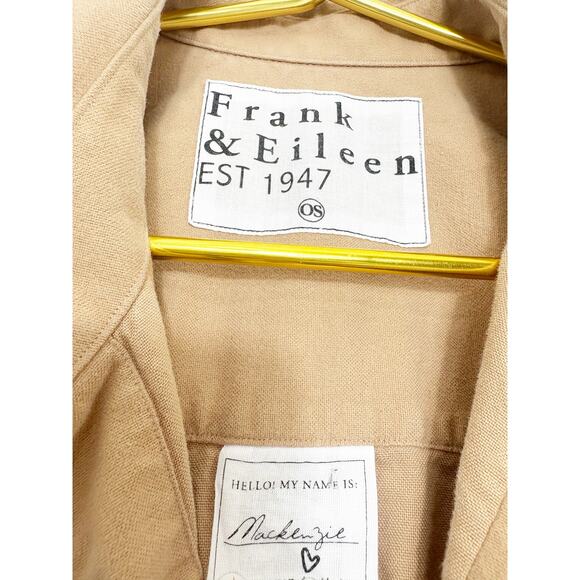 Frank
& Eileen
EST 1947
OS
HELLO! MY NAME IS:
Mackenzie